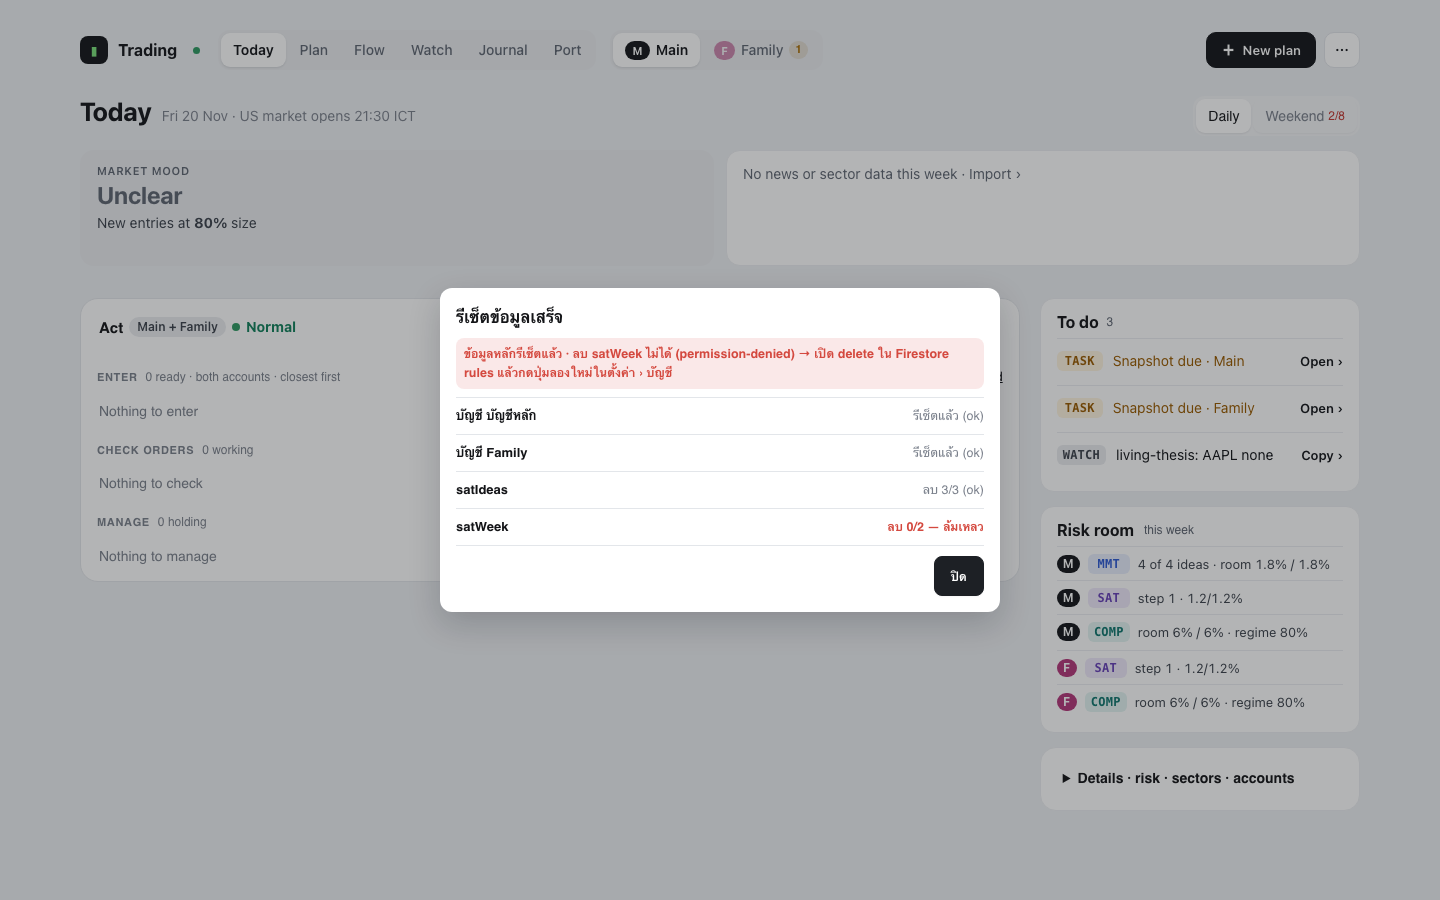 Trading
Today
Plan
Flow
Watch
Journal
Port
M Main
F Family 1
+ New plan
...
Today Fri 20 Nov · US market opens 21:30 ICT
Daily
Weekend 2/8
MARKET MOOD
Unclear
New entries at 80% size
No news or sector data this week · Import ›
Act Main + Family Normal
ENTER 0 ready · both accounts · closest first
Nothing to enter
CHECK ORDERS 0 working
Nothing to check
MANAGE 0 holding
Nothing to manage
รีเซ็ตข้อมูลเสร็จ
ข้อมูลหลักรีเซ็ตแล้ว · ลบ satWeek ไม่ได้ (permission-denied) → เปิด delete ใน Firestore
rules แล้วกดปุ่มลองใหม่ในตั้งค่า › บัญชี
บัญชี บัญชีหลัก รีเซ็ตแล้ว (ok)
บัญชี Family รีเซ็ตแล้ว (ok)
satIdeas ลบ 3/3 (ok)
satWeek ลบ 0/2 — ล้มเหลว
ปิด
To do 3
TASK Snapshot due · Main Open ›
TASK Snapshot due · Family Open ›
WATCH living-thesis: AAPL none Copy ›
Risk room this week
M MMT 4 of 4 ideas · room 1.8% / 1.8%
M SAT step 1 · 1.2/1.2%
M COMP room 6% / 6% · regime 80%
F SAT step 1 · 1.2/1.2%
F COMP room 6% / 6% · regime 80%
▶ Details · risk · sectors · accounts